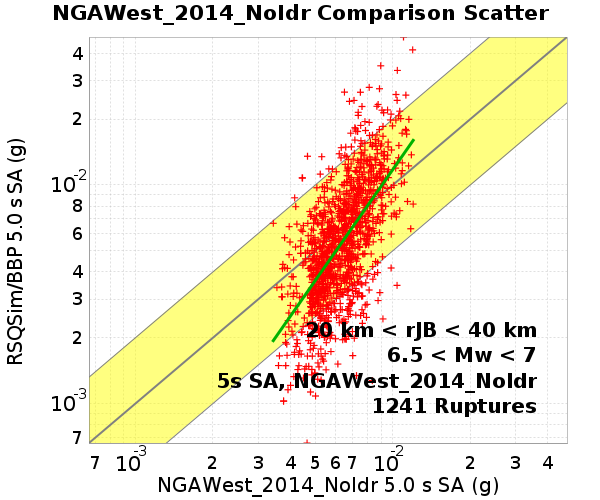 NGAWest_2014_NoIdr Comparison Scatter
RSQSim/BBP 5.0 s SA (g)
4
3
2
10-2
8
6
4
3
2
10-3
7
20 km < rJB < 40 km
6.5 < Mw < 7
5s SA, NGAWest_2014_NoIdr
1241 Ruptures
7 10-3 2 3 4 5 6 7 10-2 2 3 4
NGAWest_2014_NoIdr 5.0 s SA (g)